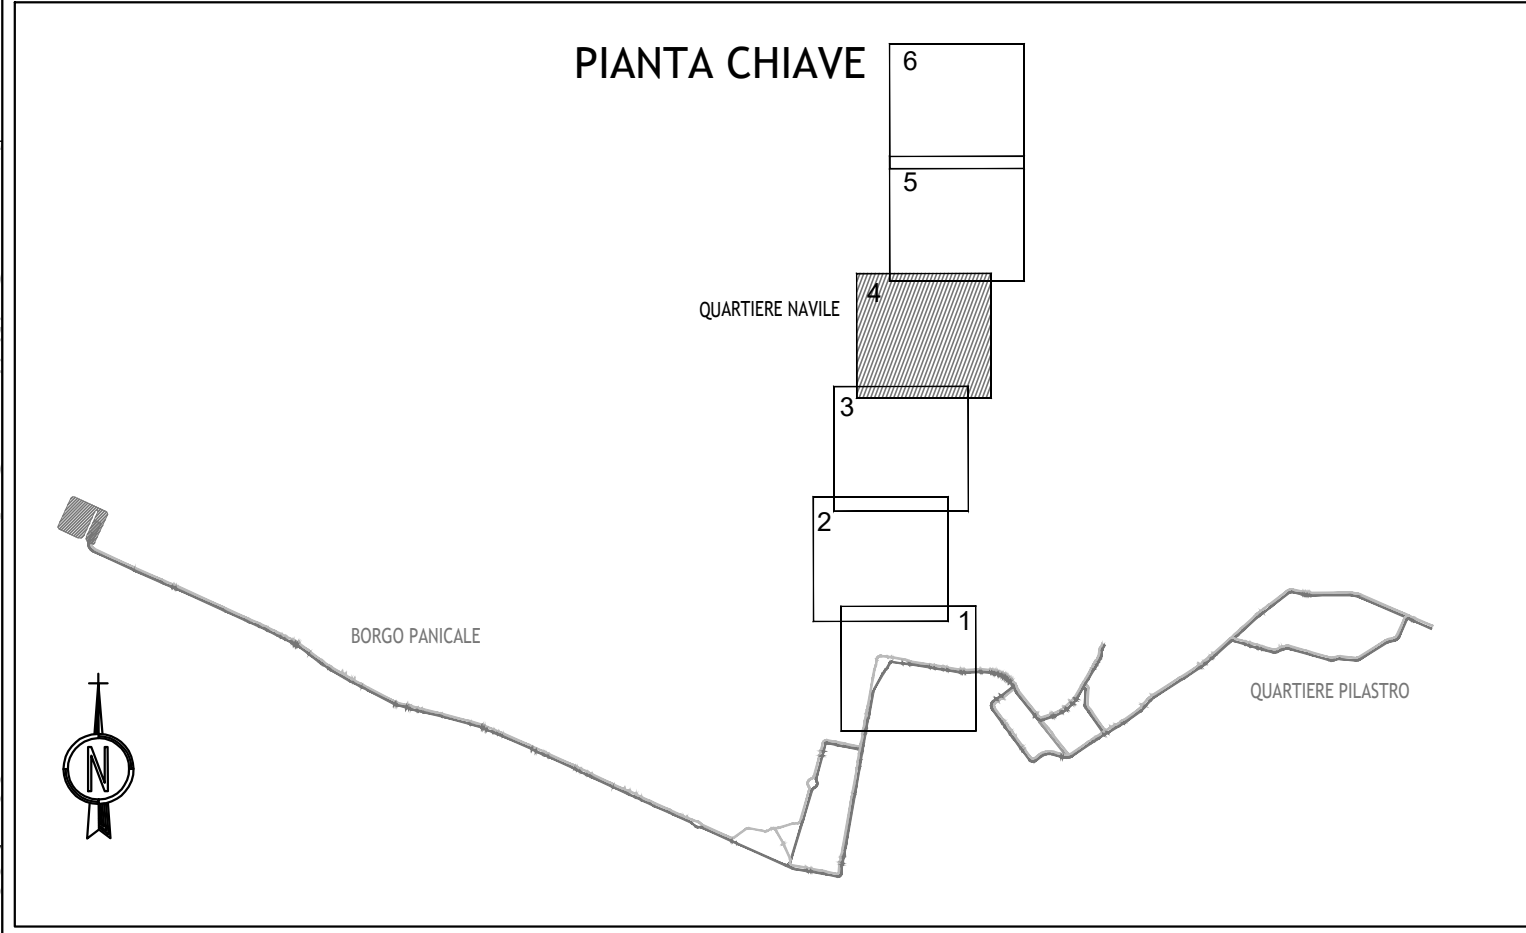 PIANTA CHIAVE
6
5
4
QUARTIERE NAVILE
3
2
1
BORGO PANICALE
QUARTIERE PILASTRO
N